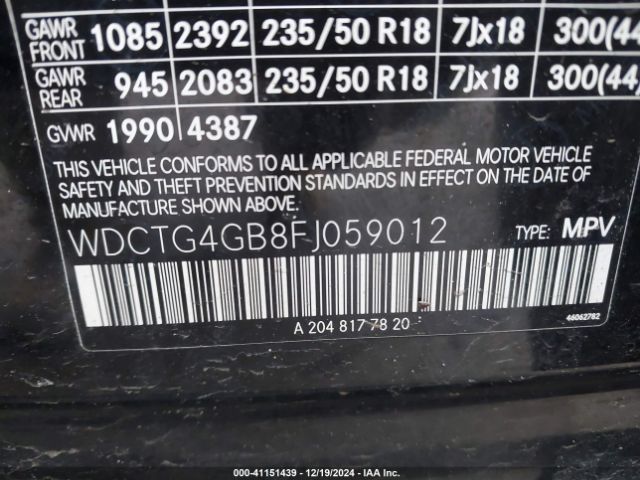 GAWR FRONT 1085 2392 235/50 R18 7Jx18 300(44
GAWR REAR 945 2083 235/50 R18 7Jx18 300(44)
GVWR 1990 4387
THIS VEHICLE CONFORMS TO ALL APPLICABLE FEDERAL MOTOR VEHICLE
SAFETY AND THEFT PREVENTION STANDARDS IN EFFECT ON THE DATE OF
MANUFACTURE.
WDCTG4GB8FJ059012 TYPE: MPV
A 204 817 78 20
46062782
000-41151439 - 12/19/2024 - IAA Inc.